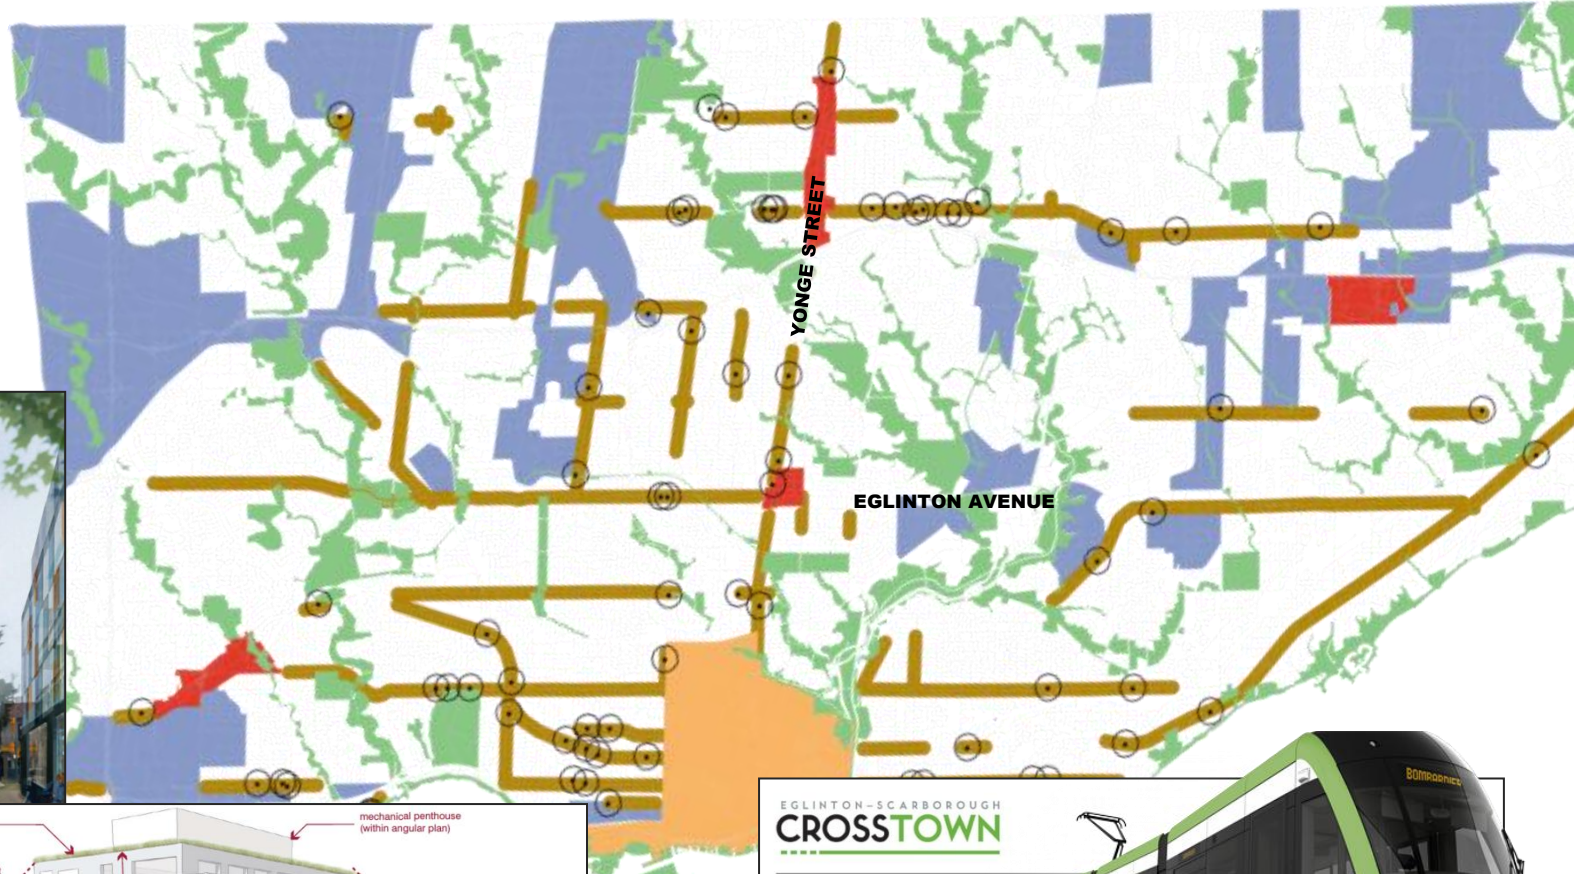 YONGE STREET
EGLINTON AVENUE
mechanical penthouse
(within angular plan)
EGLINTON–SCARBOROUGH
CROSSTOWN
BOMBARDIER